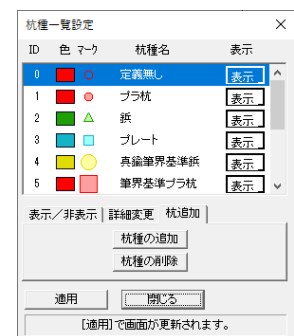 杭種一覧設定
ID 色 マーク 杭種名 表示
0 定義無し 表示
1 プラ杭 表示
2 鋲 表示
3 プレート 表示
4 真鍮筆界基準鋲 表示
5 筆界基準プラ杭 表示
表示／非表示 詳細変更 杭追加
杭種の追加
杭種の削除
適用 閉じる
[適用]で画面が更新されます。